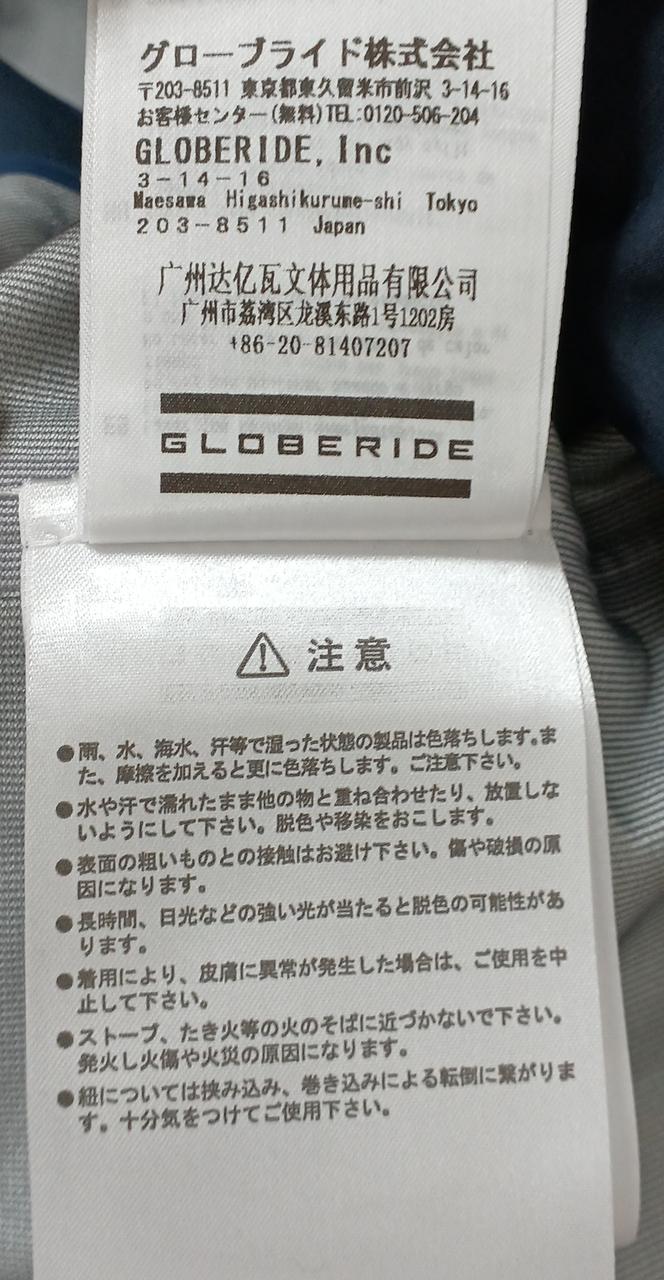 グローブライド株式会社
〒203-8511 東京都東久留米市前沢 3-14-16
お客様センター(無料)TEL:0120-506-204
GLOBERIDE, Inc
3-14-16
Maesawa Higashikurume-shi Tokyo
203-8511 Japan
广州达亿瓦文体用品有限公司
广州市荔湾区龙溪东路1号1202房
+86-20-81407207
GLOBERIDE
注意
●雨、水、海水、汗等で湿った状態の製品は色落ちします。ま
た、摩擦を加えると更に色落ちします。ご注意下さい。
●水や汗で濡れたまま他の物と重ね合わせたり、放置しな
いようにして下さい。脱色や移染をおこします。
●表面の粗いものとの接触はお避け下さい。傷や破損の原
因になります。
●長時間、日光などの強い光が当たると脱色の可能性があ
ります。
●着用により、皮膚に異常が発生した場合は、ご使用を中
止して下さい。
●ストーブ、たき火等の火のそばに近づかないで下さい。
発火し火傷や火災の原因になります。
●紐については挟み込み、巻き込みによる転倒に繋がりま
す。十分気をつけてご使用下さい。